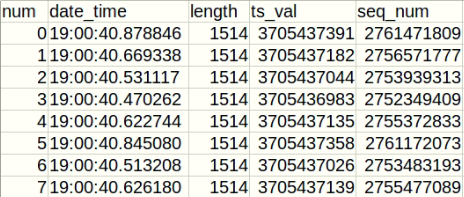 num date_time length ts_val seq_num
0 19:00:40.878846 1514 3705437391 2761471809
1 19:00:40.669338 1514 3705437182 2756571777
2 19:00:40.531117 1514 3705437044 2753939313
3 19:00:40.470262 1514 3705436983 2752349409
4 19:00:40.622744 1514 3705437135 2755372833
5 19:00:40.845080 1514 3705437358 2761172073
6 19:00:40.513208 1514 3705437026 2753483193
7 19:00:40.626180 1514 3705437139 2755477089